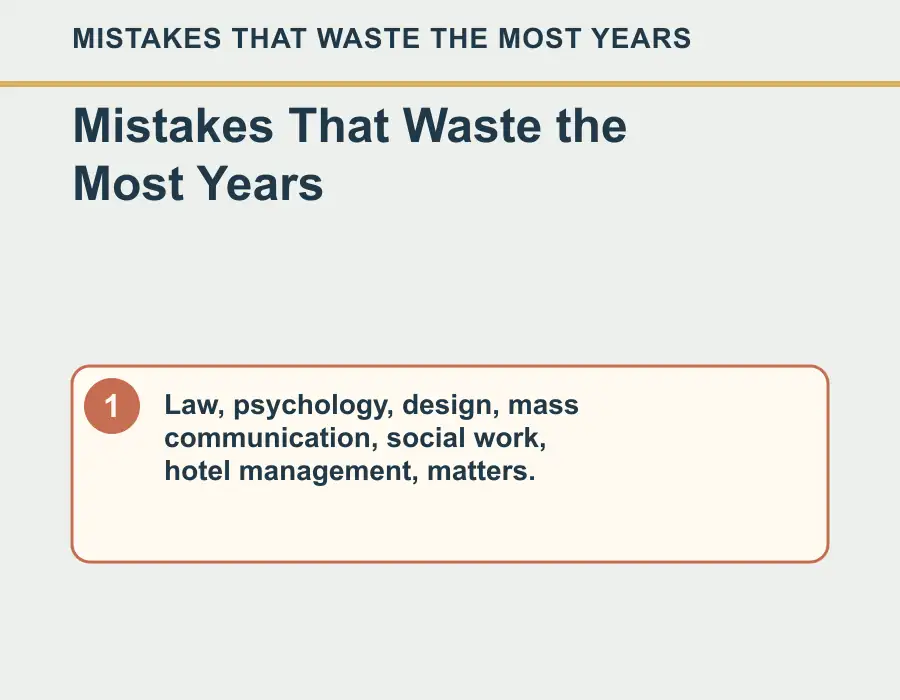 MISTAKES THAT WASTE THE MOST YEARS
Mistakes That Waste the
Most Years
1
Law, psychology, design, mass
communication, social work,
hotel management, matters.